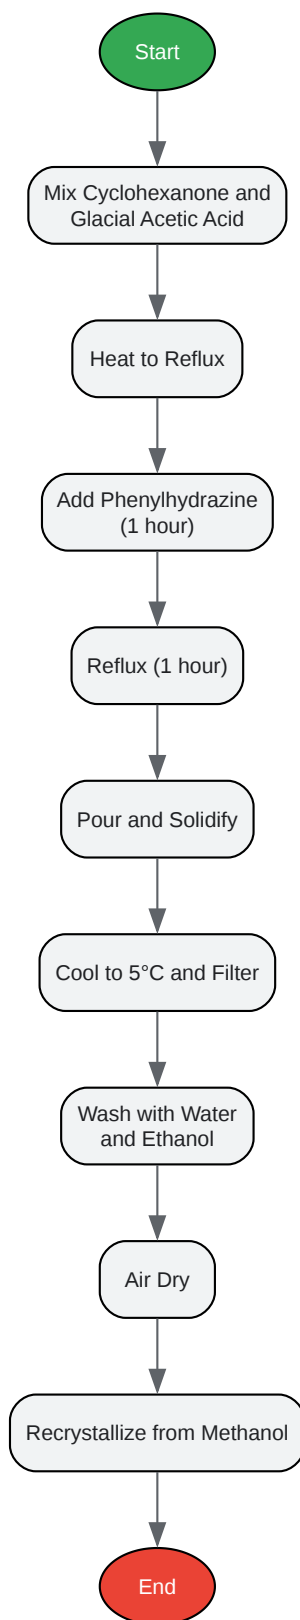 Start
Mix Cyclohexanone and
Glacial Acetic Acid
Heat to Reflux
Add Phenylhydrazine
(1 hour)
Reflux (1 hour)
Pour and Solidify
Cool to 5°C and Filter
Wash with Water
and Ethanol
Air Dry
Recrystallize from Methanol
End